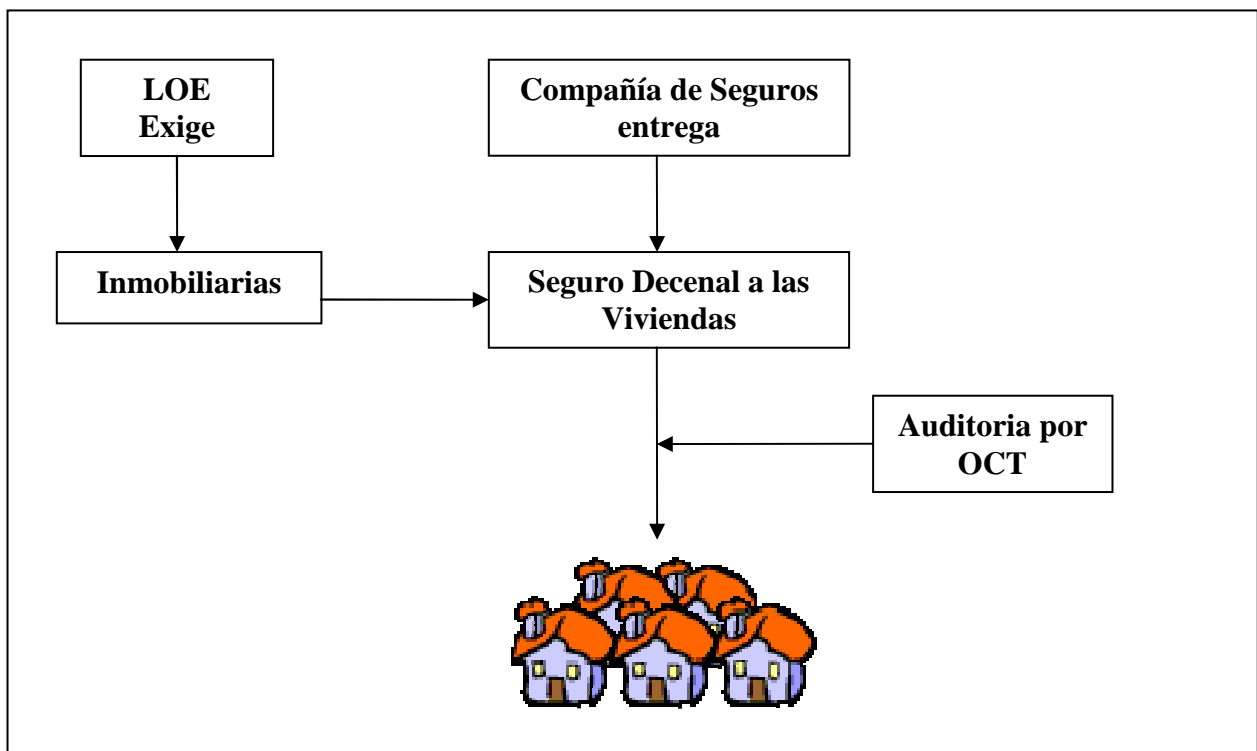 LOE
Exige
Compañía de Seguros
entrega
Inmobiliarias
Seguro Decenal a las
Viviendas
Auditoria por
OCT